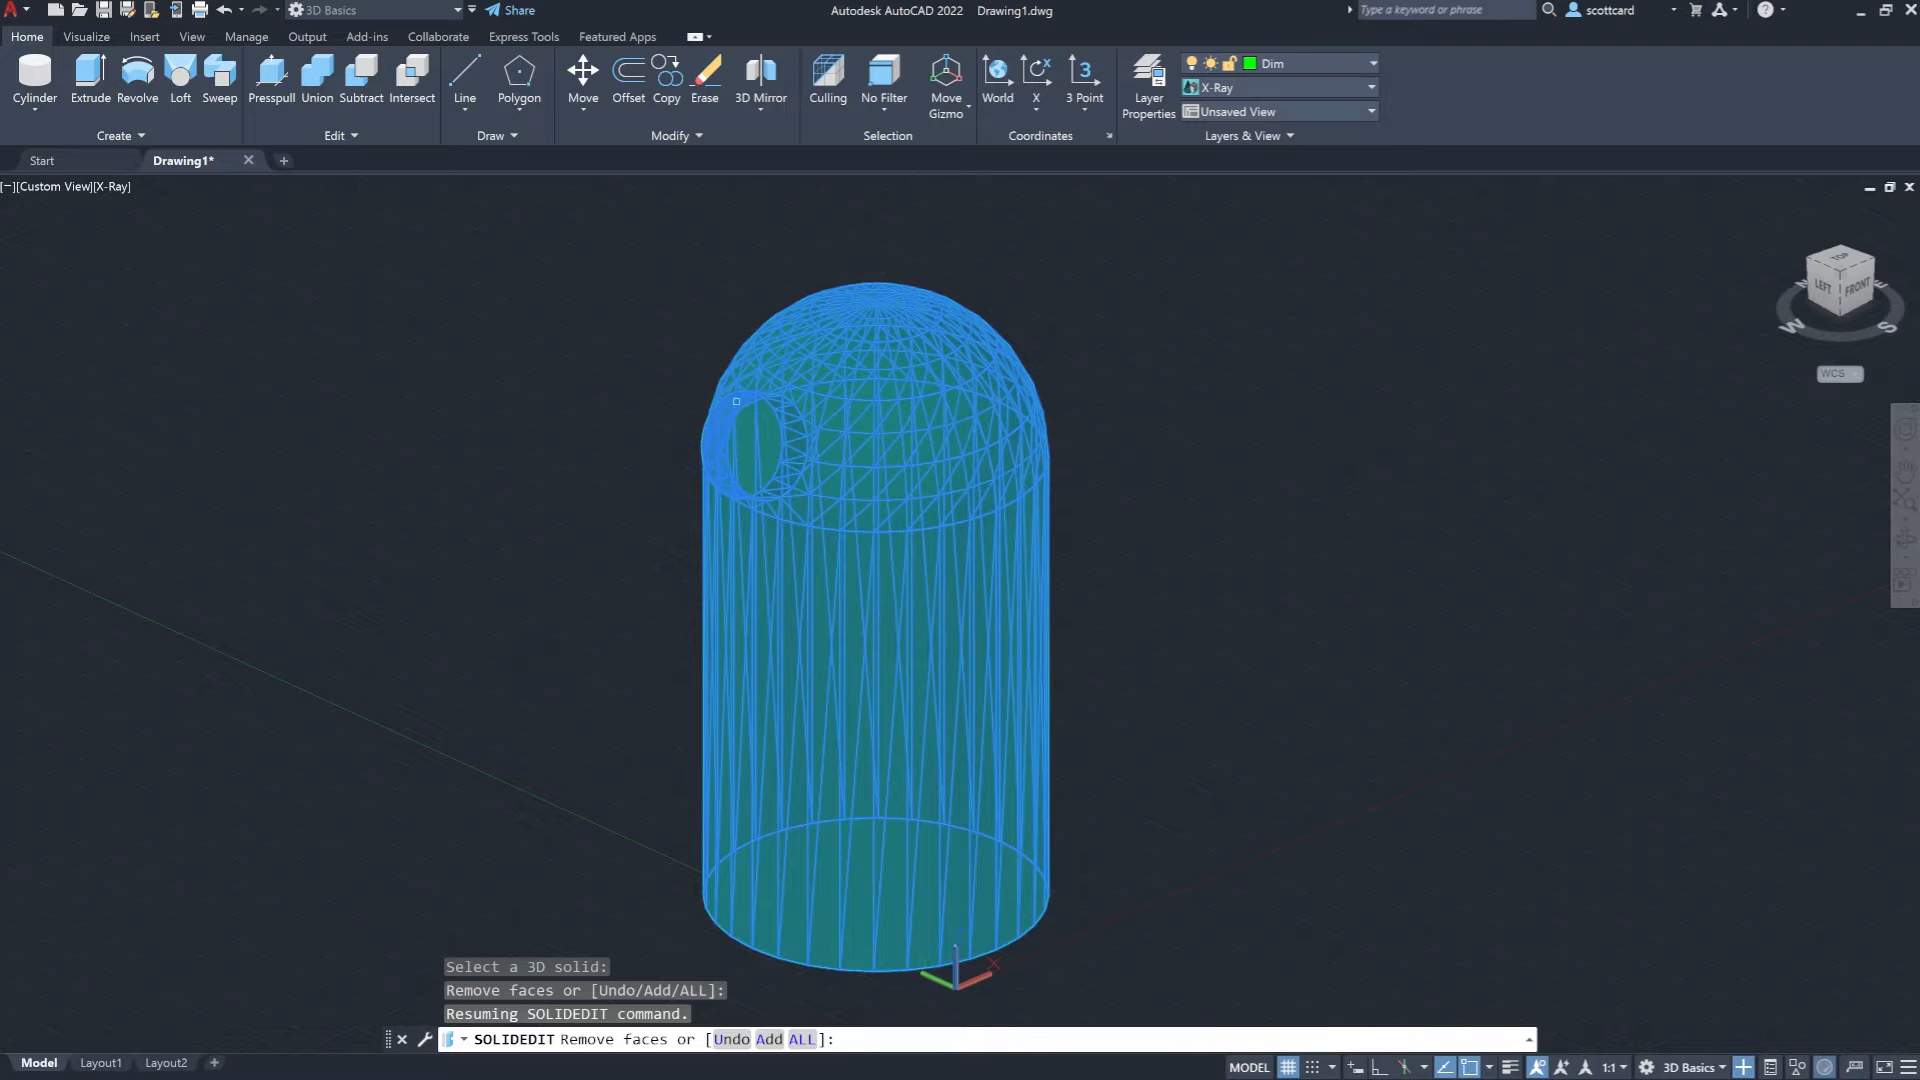 3D Basics
Share
Autodesk AutoCAD 2022 Drawing1.dwg
Type a keyword or phrase
scottcard
Home Visualize Insert View Manage Output Add-ins Collaborate Express Tools Featured Apps
Cylinder Extrude Revolve Loft Sweep
Presspull Union Subtract Intersect
Line Polygon
Move Offset Copy Erase 3D Mirror
Culling No Filter Move Gizmo
World X 3 Point
Layer Properties
Dim
X-Ray
Unsaved View
Create Edit Draw Modify Selection Coordinates Layers & View
Start Drawing1*
[−][Custom View][X-Ray]
TOP
LEFT FRONT
W S
WCS
Select a 3D solid:
Remove faces or [Undo/Add/ALL]:
Resuming SOLIDEDIT command.
SOLIDEDIT Remove faces or [Undo Add ALL]:
Model Layout1 Layout2
MODEL 1:1 3D Basics